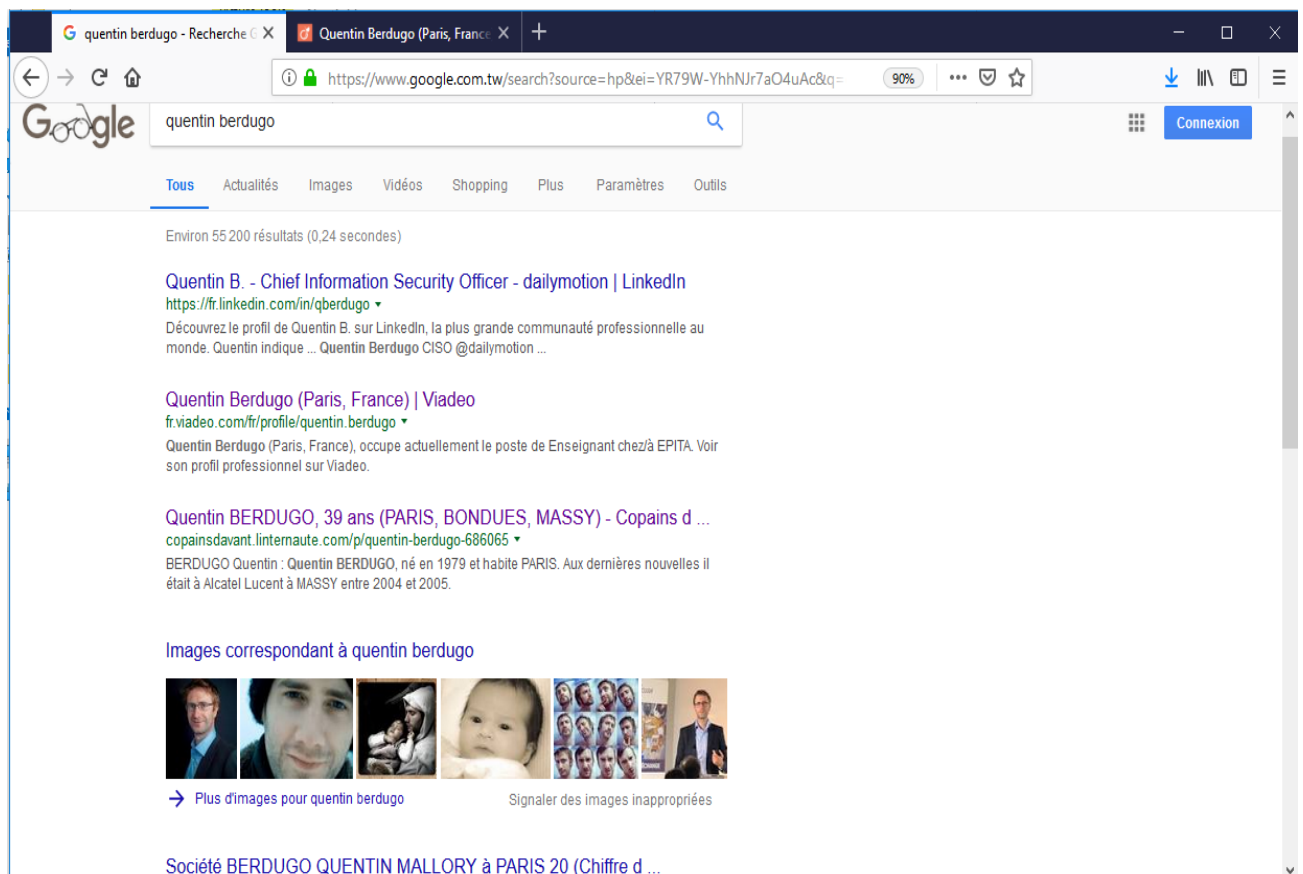 quentin berdugo - Recherche G
Quentin Berdugo (Paris, France
https://www.google.com.tw/search?source=hp&ei=YR79W-YhhNJr7aO4uAc&q=
90%
Google
quentin berdugo
Connexion
Tous Actualités Images Vidéos Shopping Plus Paramètres Outils
Environ 55 200 résultats (0,24 secondes)
Quentin B. - Chief Information Security Officer - dailymotion | LinkedIn
https://fr.linkedin.com/in/qberdugo
Découvrez le profil de Quentin B. sur LinkedIn, la plus grande communauté professionnelle au
monde. Quentin indique ... Quentin Berdugo CISO @dailymotion ...
Quentin Berdugo (Paris, France) | Viadeo
fr.viadeo.com/fr/profile/quentin.berdugo
Quentin Berdugo (Paris, France), occupe actuellement le poste de Enseignant chez/à EPITA. Voir
son profil professionnel sur Viadeo.
Quentin BERDUGO, 39 ans (PARIS, BONDUES, MASSY) - Copains d ...
copainsdavant.linternaute.com/p/quentin-berdugo-686065
BERDUGO Quentin : Quentin BERDUGO, né en 1979 et habite PARIS. Aux dernières nouvelles il
était à Alcatel Lucent à MASSY entre 2004 et 2005.
Images correspondant à quentin berdugo
Plus d'images pour quentin berdugo
Signaler des images inappropriées
Société BERDUGO QUENTIN MALLORY à PARIS 20 (Chiffre d ...